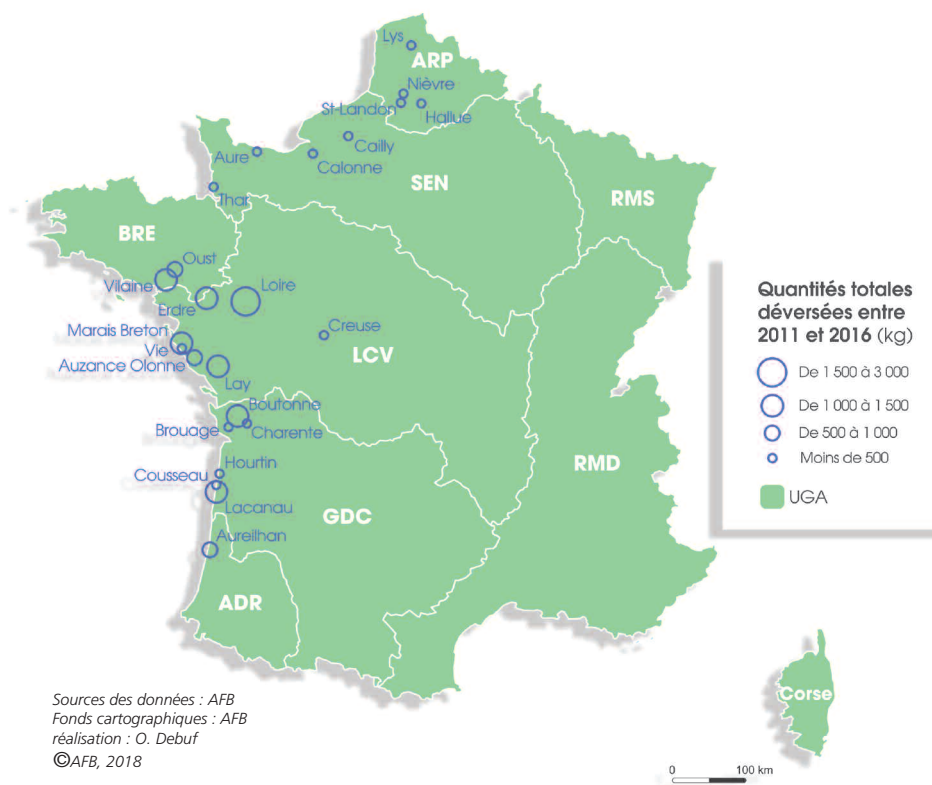 Lys
ARP
Nièvre
St-Landon
Hallue
Cailly
Aure
Calonne
SEN
Thar
RMS
BRE
Oust
Vilaine
Loire
Erdre
Marais Breton
Creuse
Vie
LCV
Auzance Olonne
Lay
Boutonne
Brouage
Charente
RMD
Hourtin
Cousseau
Lacanau
GDC
Aureilhan
ADR
Corse
Quantités totales
déversées entre
2011 et 2016 (kg)
De 1 500 à 3 000
De 1 000 à 1 500
De 500 à 1 000
Moins de 500
UGA
Sources des données : AFB
Fonds cartographiques : AFB
réalisation : O. Debuf
©AFB, 2018
0 100 km